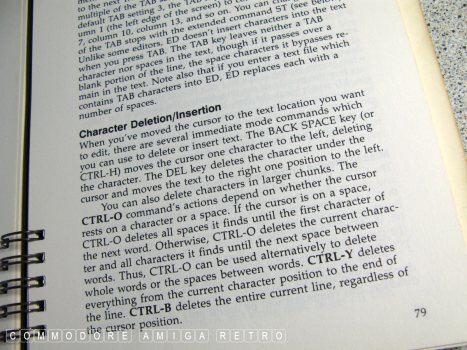 to the next
multiple of the TAB
default TAB setting 3, the TAB
umn 1 (the left edge of the screen) to
7, column 10, column 13, and so on. You can cha
of the TAB stops with the extended command ST (see below
Unlike some editors, ED doesn't insert characters into the text
when you press TAB. The TAB key leaves neither a TAB
character nor spaces in the text, though if it passes over a
blank portion of the line, the space characters it bypasses re-
main in the text. Note also that if you enter a text file which
contains TAB characters into ED, ED replaces each with a
number of spaces.
Character Deletion/Insertion
When you've moved the cursor to the text location you want
to edit, there are several immediate mode commands which
you can use to delete or insert text. The BACK SPACE key (or
CTRL-H) moves the cursor one character to the left, deleting
the character. The DEL key deletes the character under the
cursor and moves the text to the right one position to the left.
You can also delete characters in larger chunks. The
CTRL-O command's actions depend on whether the cursor
rests on a character or a space. If the cursor is on a space,
CTRL-O deletes all spaces it finds until the first character of
the next word. Otherwise, CTRL-O deletes the current charac-
ter and all characters it finds until the next space between
words. Thus, CTRL-O can be used alternatively to delete
whole words or the spaces between words. CTRL-Y deletes
everything from the current character position to the end of
the line. CTRL-B deletes the entire current line, regardless of
the cursor position.
79
COMMODORE AMIGA RETRO